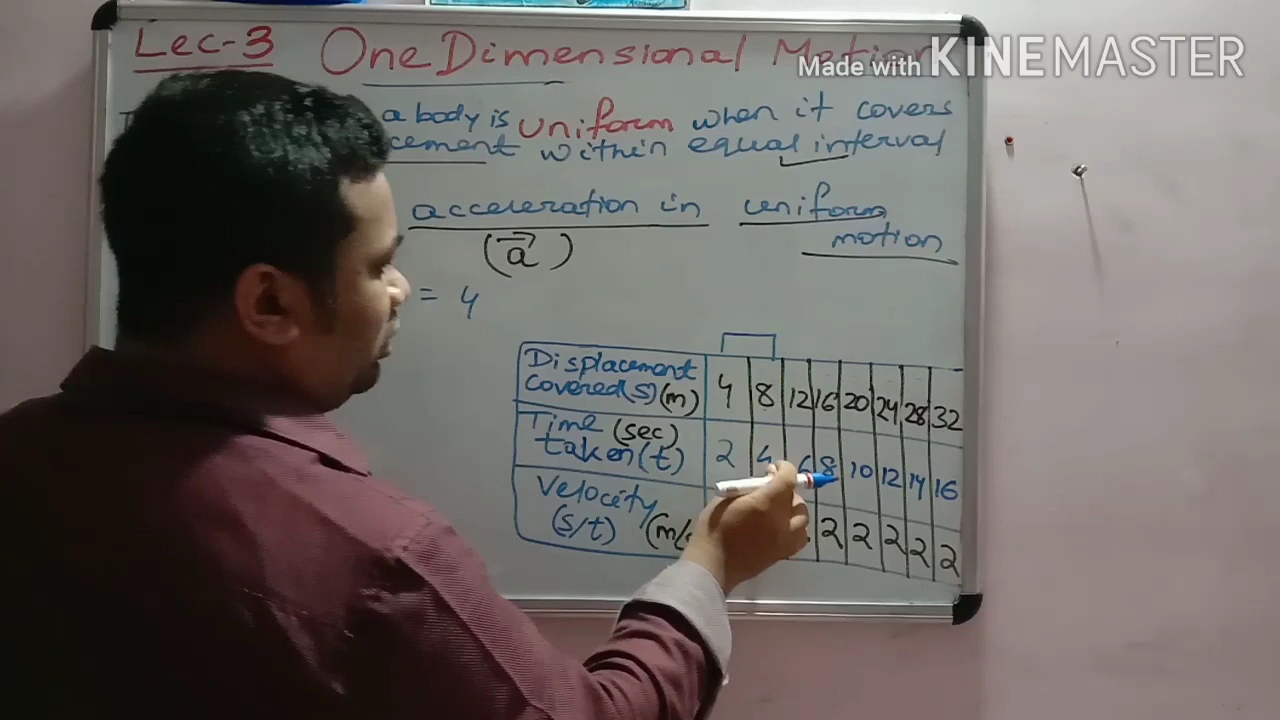 Lec-3 One Dimensional Motion
Made with KINEMASTER
a body is uniform when it covers
cement within equal interval
acceleration in uniform
motion
(a)
= 4
Displacement covered(s) (m) 4 8 12 16 20 24 28 32
Time (sec) taken(t) 2 4 6 8 10 12 14 16
Velocity (s/t) (m/ 2 2 2 2 2